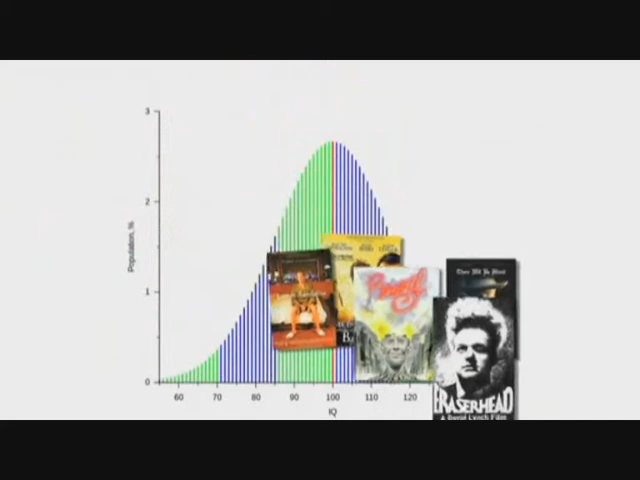 3
2
1
0
Population, %
60
70
80
90
100
110
120
IQ
Brazil
There Will Be Blood
ERASERHEAD
A David Lynch Film